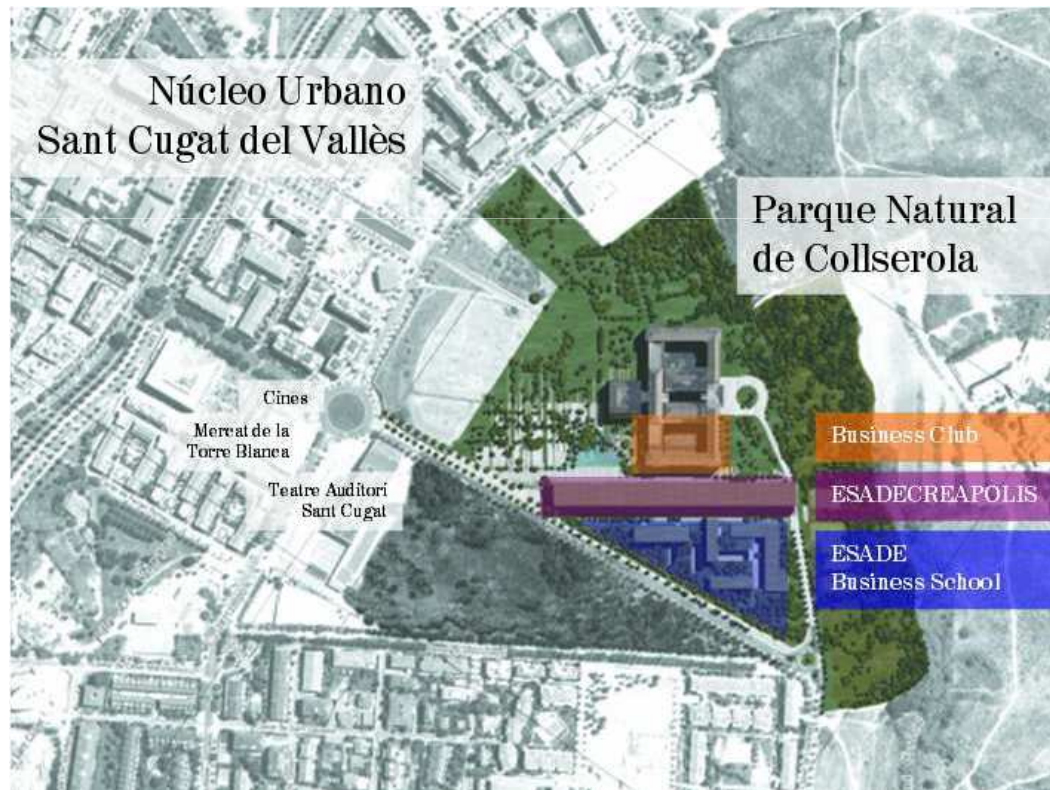 Núcleo Urbano
Sant Cugat del Vallès
Parque Natural
de Collserola
Cines
Mercat de la
Torre Blanca
Teatre Auditori
Sant Cugat
Business Club
ESADECREAPOLIS
ESADE
Business School